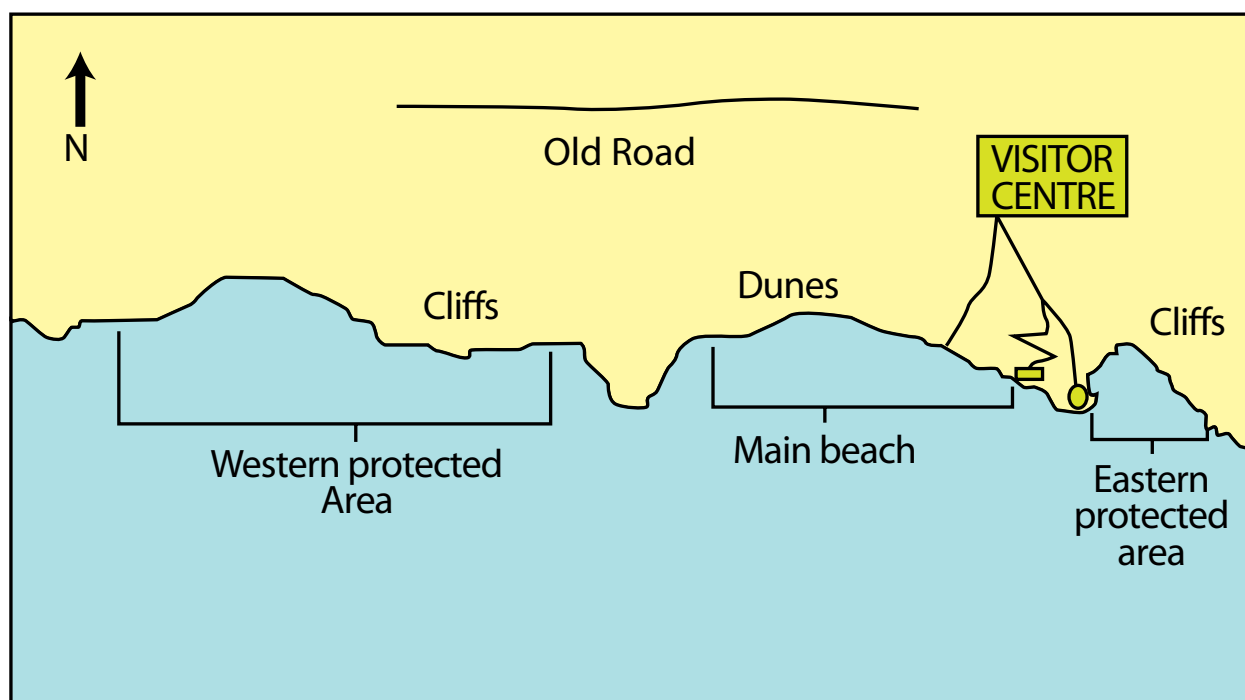 N
Old Road
VISITOR
CENTRE
Dunes
Cliffs
Cliffs
Main beach
Western protected
Area
Eastern
protected
area